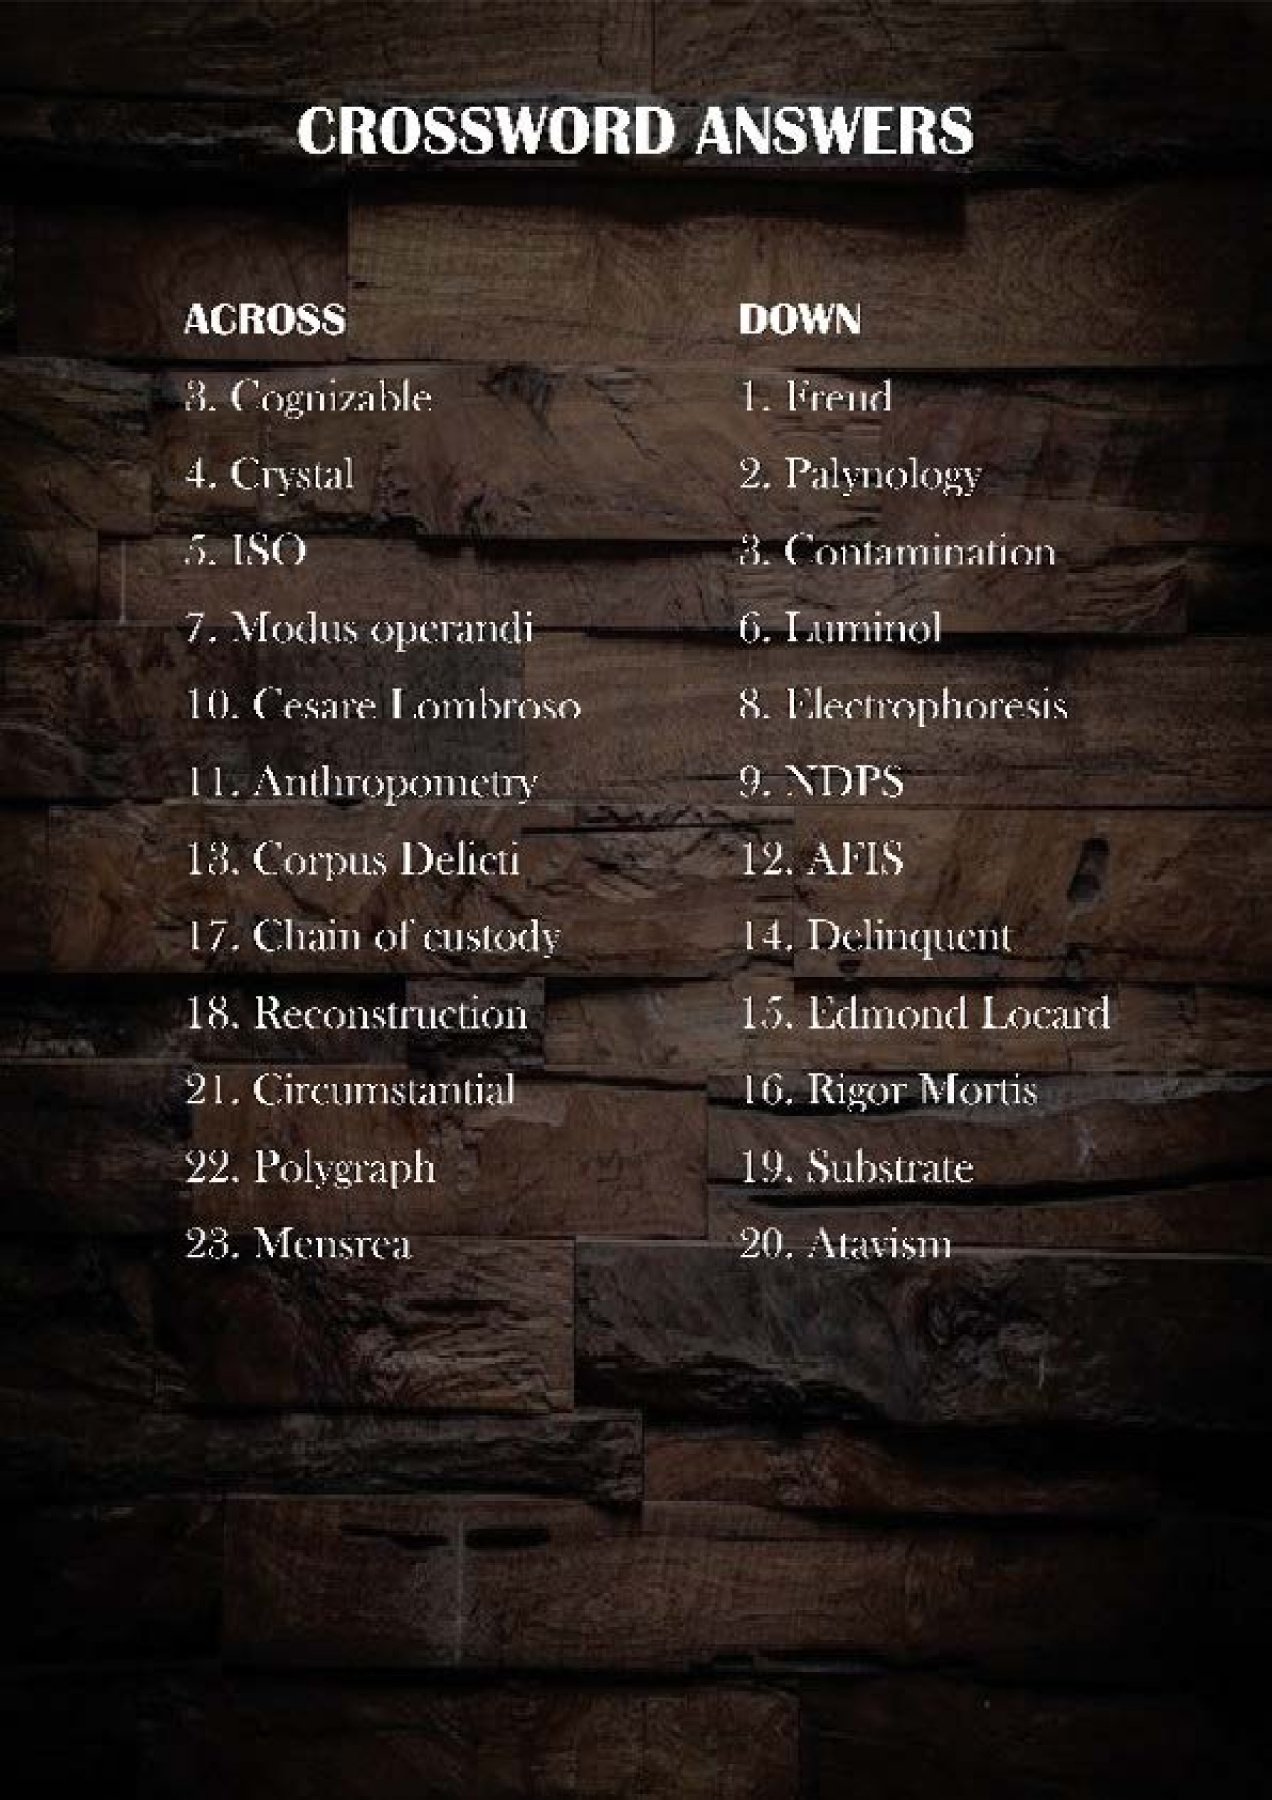 CROSSWORD ANSWERS
ACROSS
3. Cognizable
4. Crystal
5. ISO
7. Modus operandi
10. Cesare Lombroso
11. Anthropometry
13. Corpus Delicti
17. Chain of custody
18. Reconstruction
21. Circumstantial
22. Polygraph
23. Mensrea
DOWN
1. Freud
2. Palynology
3. Contamination
6. Luminol
8. Electrophoresis
9. NDPS
12. AFIS
14. Delinquent
15. Edmond Locard
16. Rigor Mortis
19. Substrate
20. Atavism